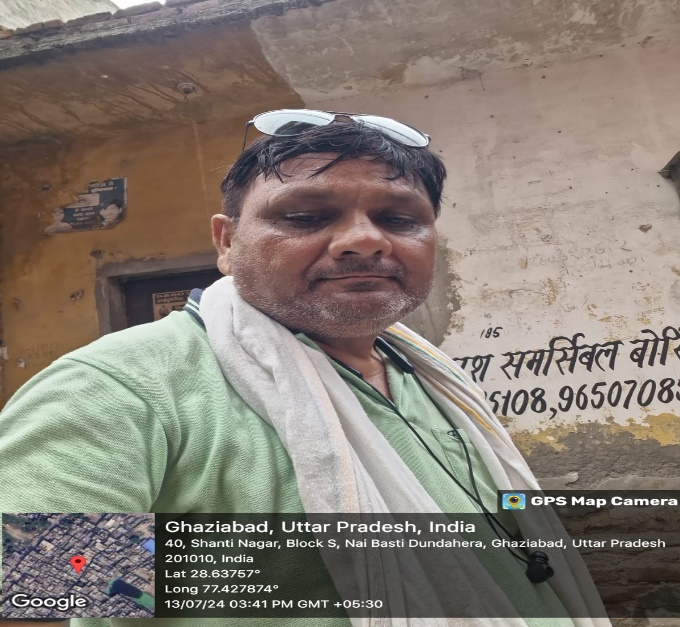 185
समर्सिबल
6108,965070
GPS Map Camera
Ghaziabad, Uttar Pradesh, India
40, Shanti Nagar, Block S, Nai Basti Dundahera, Ghaziabad, Uttar Pradesh
201010, India
Lat 28.63757°
Long 77.427874°
13/07/24 03:41 PM GMT +05:30
Google